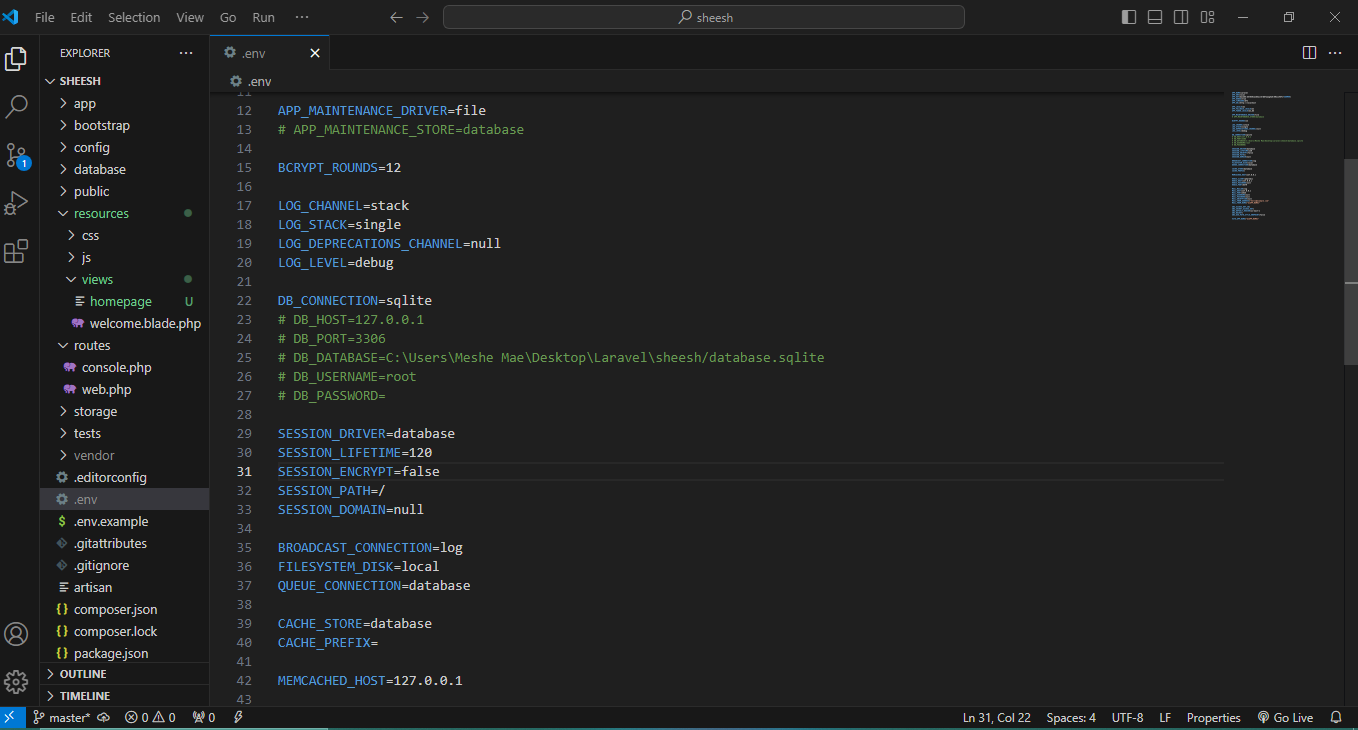 File Edit Selection View Go Run ··· sheesh
EXPLORER ···
SHEESH
app
bootstrap
config
database
public
resources
css
js
views
homepage U
welcome.blade.php
routes
console.php
web.php
storage
tests
vendor
.editorconfig
.env
$ .env.example
.gitattributes
.gitignore
artisan
{} composer.json
{} composer.lock
{} package.json
OUTLINE
TIMELINE
1
.env
.env
11
12 APP_MAINTENANCE_DRIVER=file
13 # APP_MAINTENANCE_STORE=database
14
15 BCRYPT_ROUNDS=12
16
17 LOG_CHANNEL=stack
18 LOG_STACK=single
19 LOG_DEPRECATIONS_CHANNEL=null
20 LOG_LEVEL=debug
21
22 DB_CONNECTION=sqlite
23 # DB_HOST=127.0.0.1
24 # DB_PORT=3306
25 # DB_DATABASE=C:\Users\Meshe Mae\Desktop\Laravel\sheesh/database.sqlite
26 # DB_USERNAME=root
27 # DB_PASSWORD=
28
29 SESSION_DRIVER=database
30 SESSION_LIFETIME=120
31 SESSION_ENCRYPT=false
32 SESSION_PATH=/
33 SESSION_DOMAIN=null
34
35 BROADCAST_CONNECTION=log
36 FILESYSTEM_DISK=local
37 QUEUE_CONNECTION=database
38
39 CACHE_STORE=database
40 CACHE_PREFIX=
41
42 MEMCACHED_HOST=127.0.0.1
43
master* 0 0 0 Ln 31, Col 22 Spaces: 4 UTF-8 LF Properties Go Live